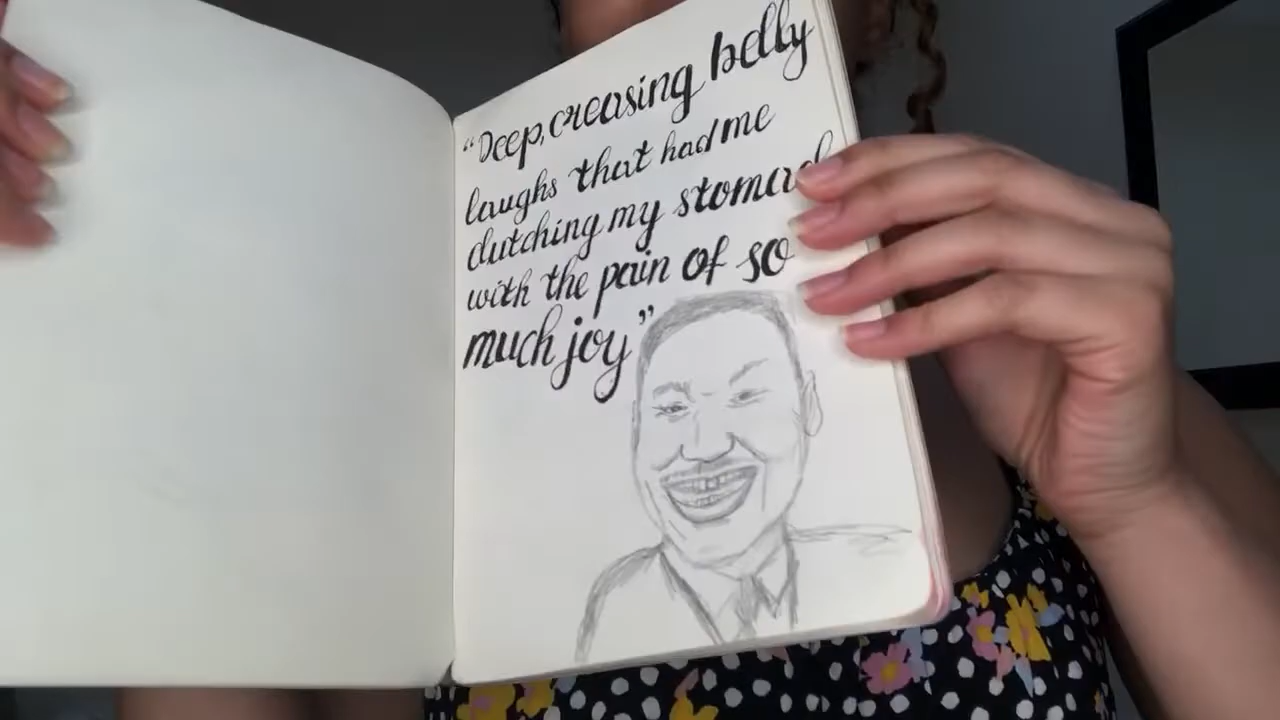 “Deep, creasing belly
laughs that had me
clutching my stomach
with the pain of so
much joy”